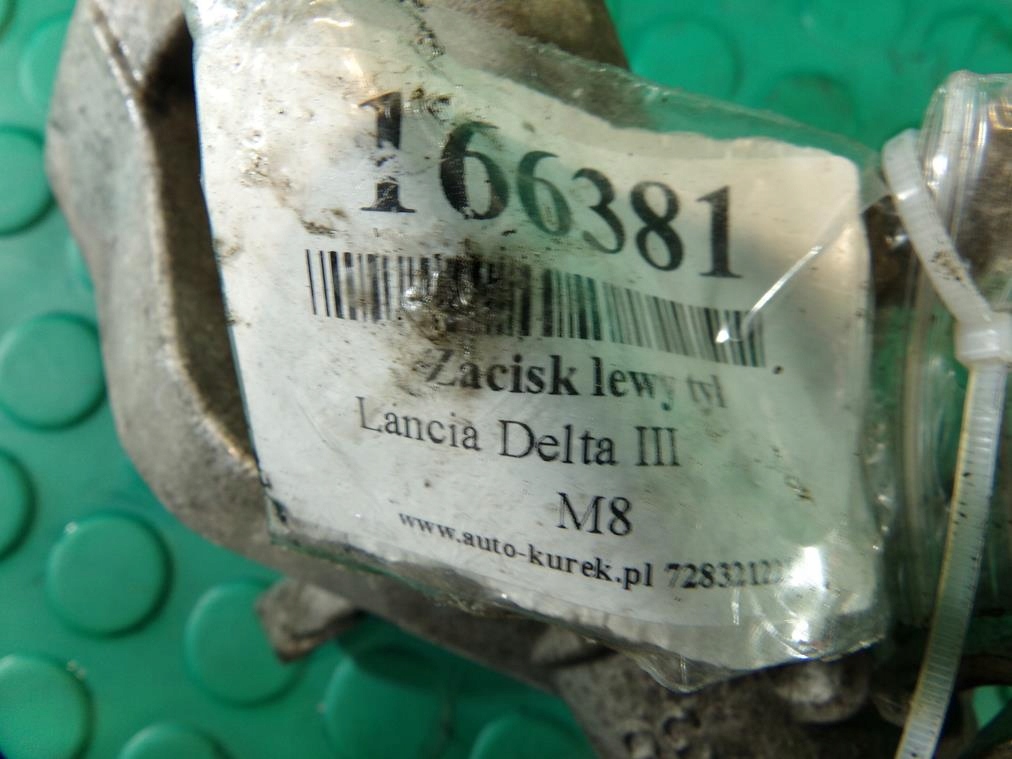 166381
Zacisk lewy tył
Lancia Delta III
M8
www.auto-kurek.pl